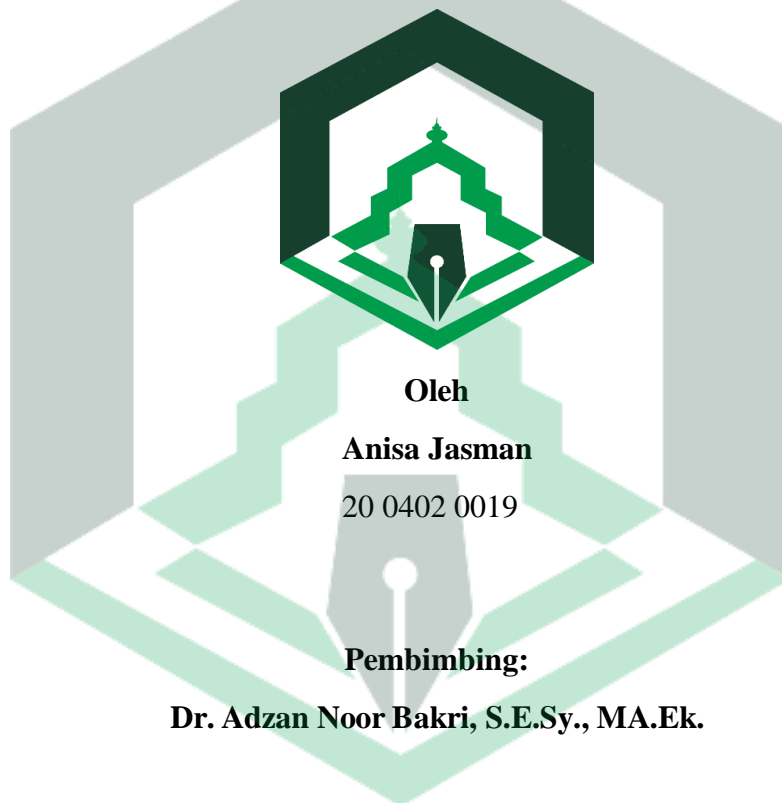 Oleh
Anisa Jasman
20 0402 0019
Pembimbing:
Dr. Adzan Noor Bakri, S.E.Sy., MA.Ek.